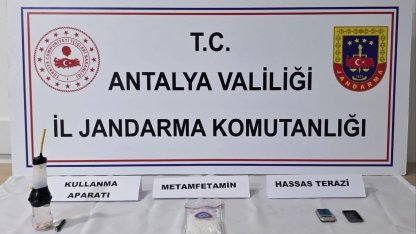 T.C.
ANTALYA VALİLİĞİ
İL JANDARMA KOMUTANLIĞI
KULLANMA
APARATI
METAMFETAMİN
HASSAS TERAZİ
JANDARMA